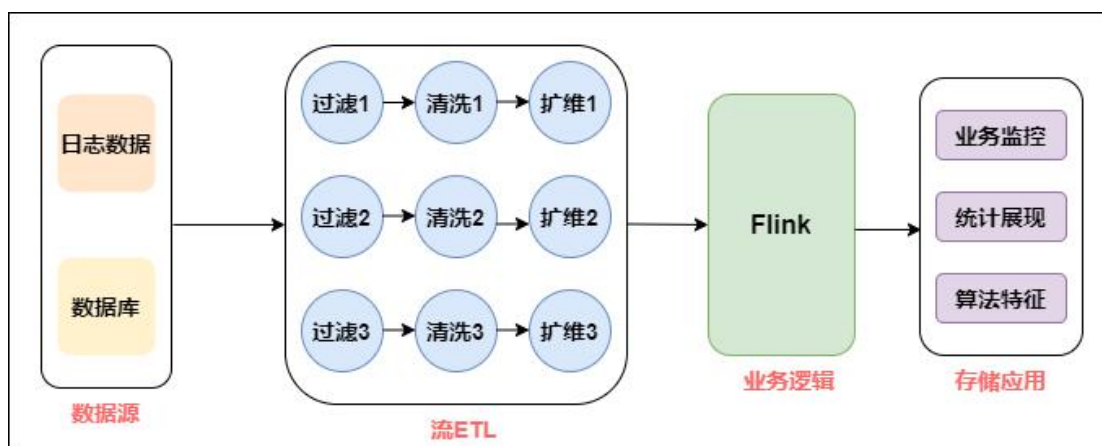 日志数据
数据库
数据源
过滤1
清洗1
扩维1
过滤2
清洗2
扩维2
过滤3
清洗3
扩维3
流ETL
Flink
业务逻辑
业务监控
统计展现
算法特征
存储应用